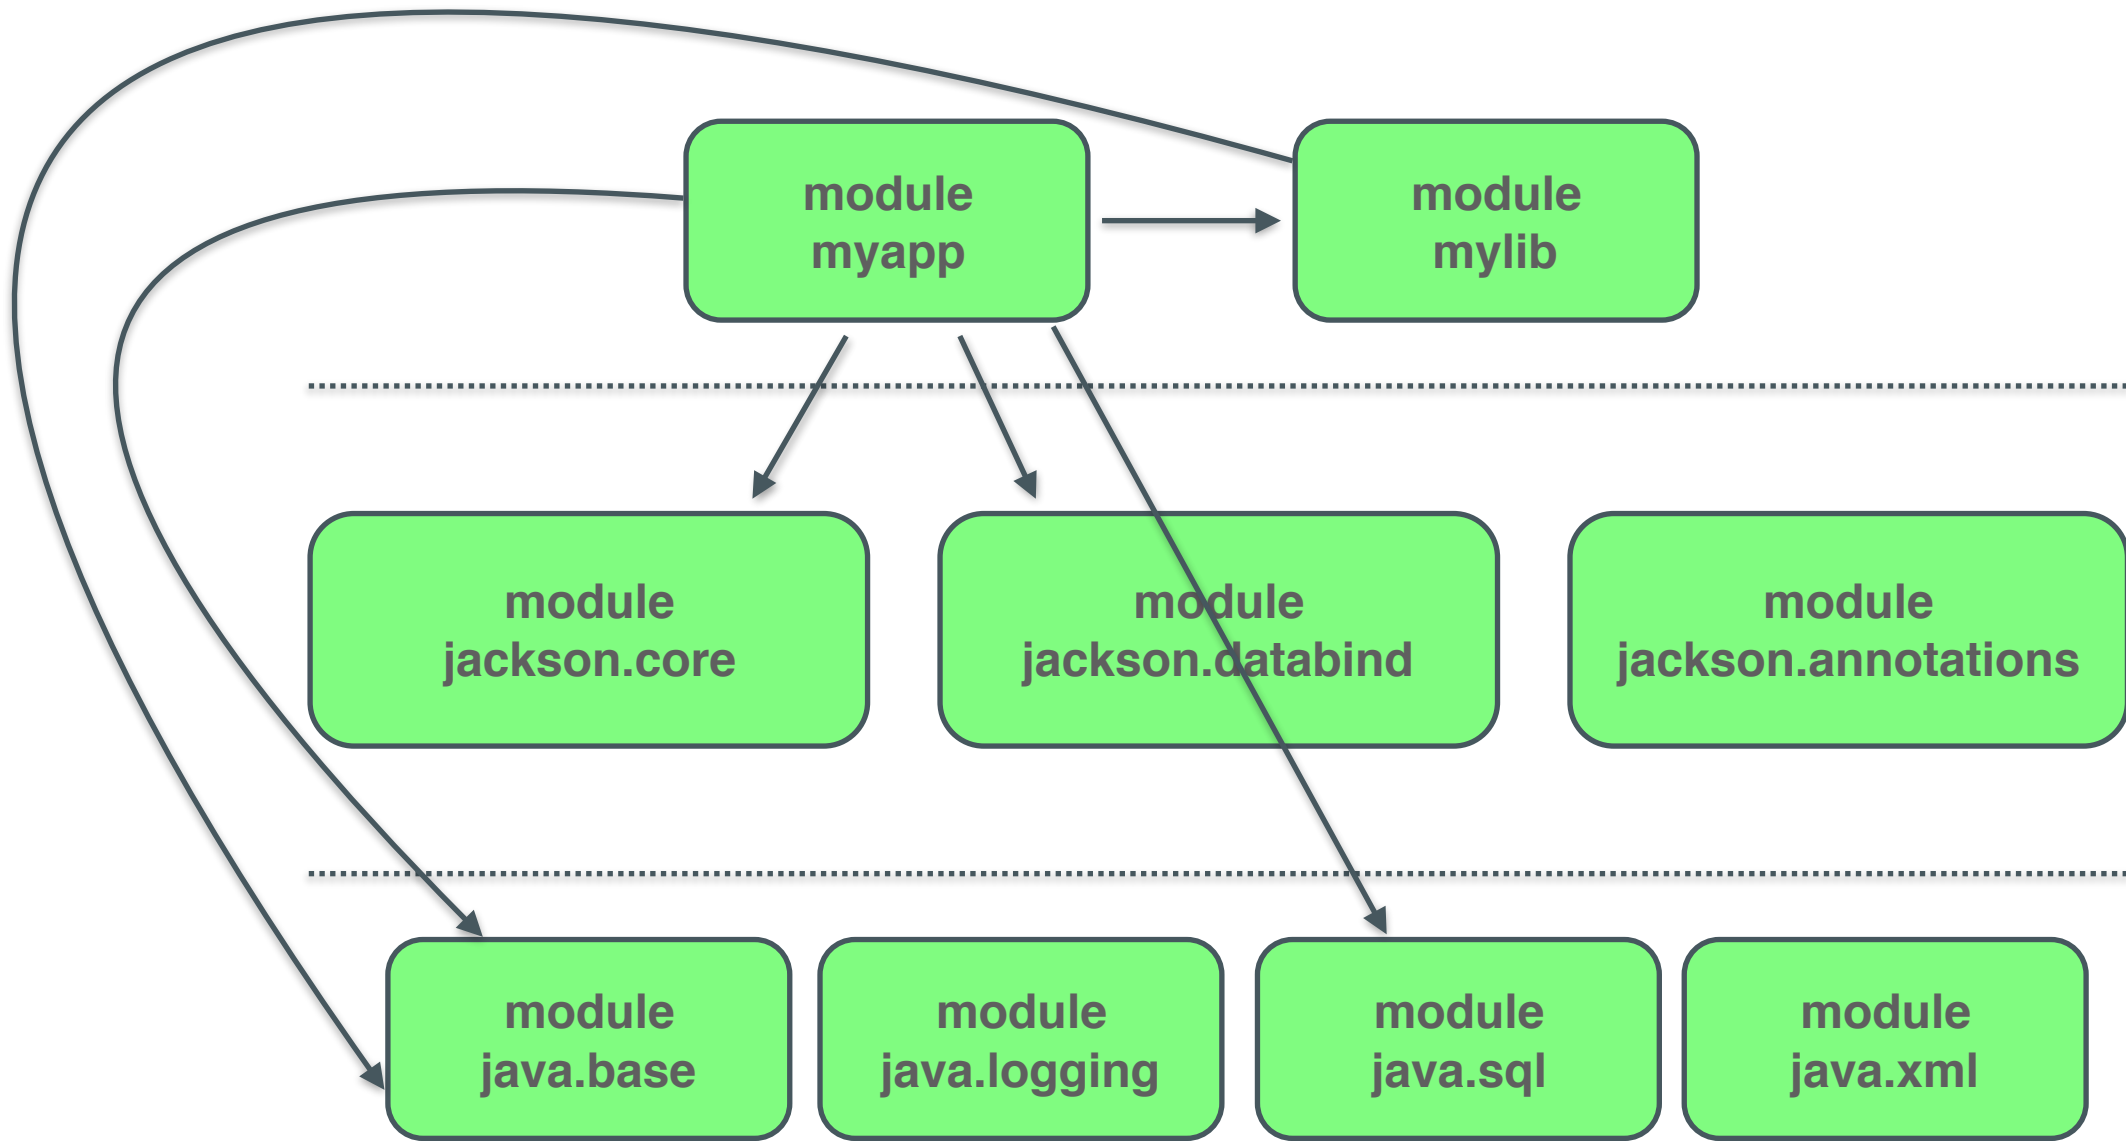 module
myapp
module
mylib
module
jackson.core
module
jackson.databind
module
jackson.annotations
module
java.base
module
java.logging
module
java.sql
module
java.xml